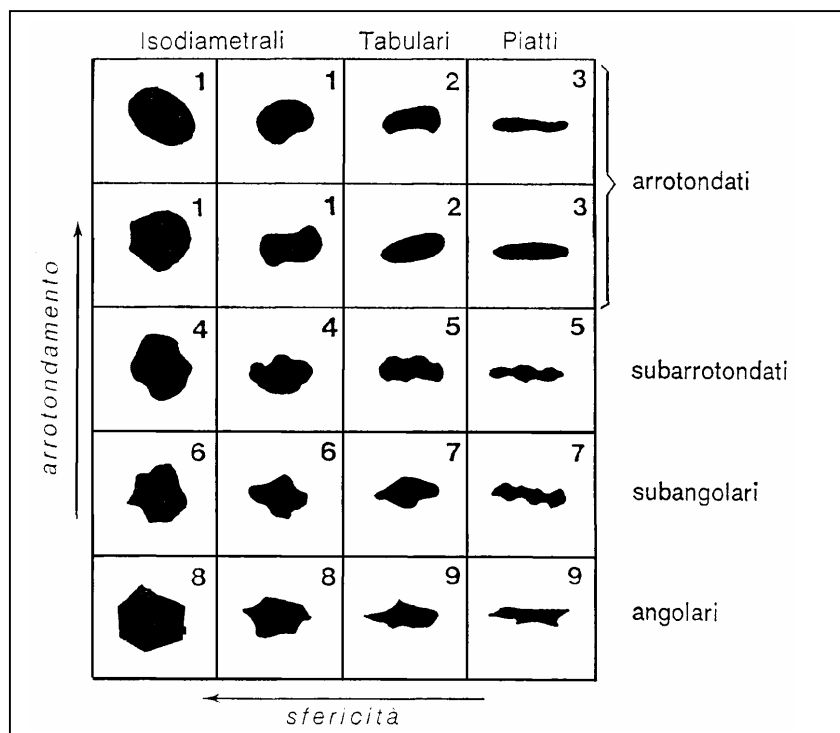 Isodiametrali Tabulari Piatti
1 1 2 3
arrotondati
1 1 2 3
arrotondamento
4 4 5 5
subarrotondati
6 6 7 7
subangolari
8 8 9 9
angolari
sfericità